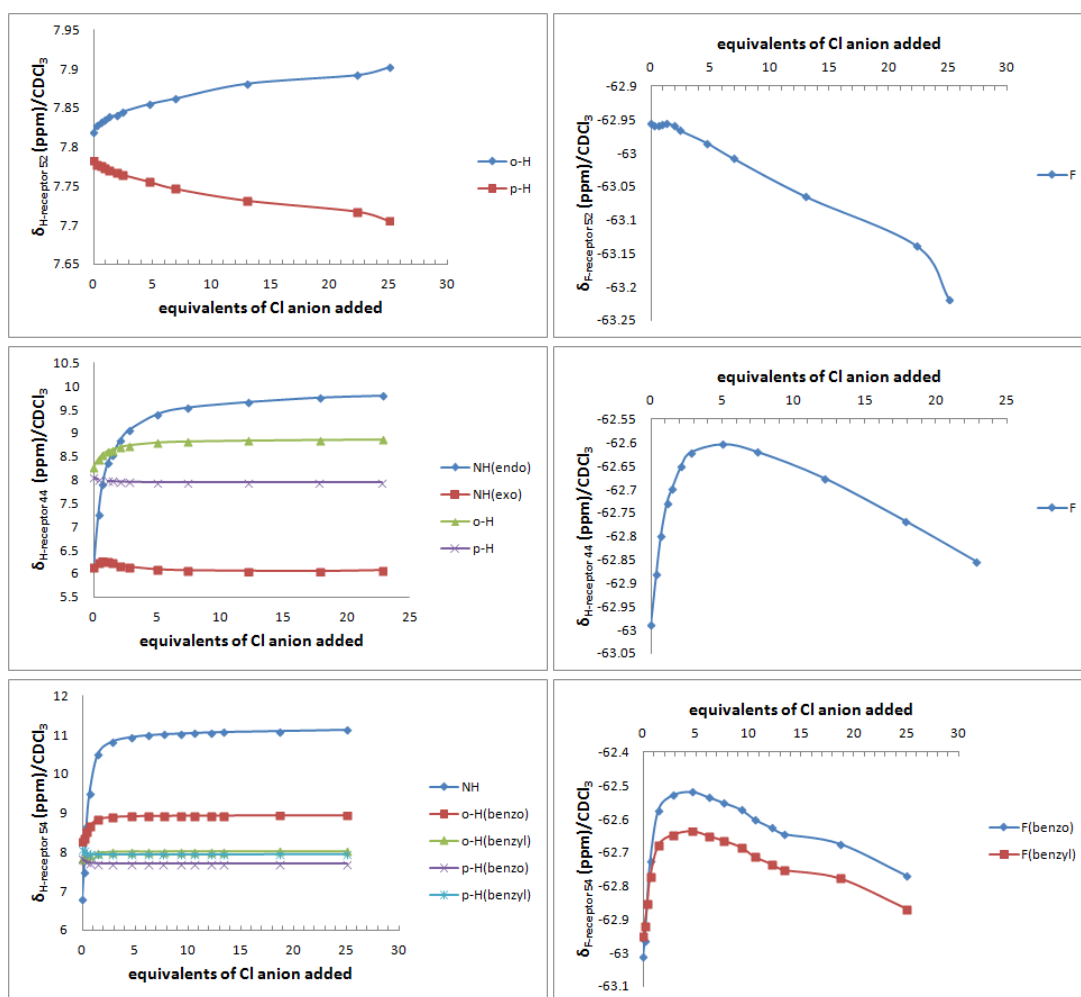 δH-receptor 52 (ppm)/CDCl3
7.95
7.9
7.85
7.8
7.75
7.7
7.65
0 5 10 15 20 25 30
equivalents of Cl anion added
o-H
p-H
equivalents of Cl anion added
0 5 10 15 20 25 30
δF-receptor 52 (ppm)/CDCl3
-62.9
-62.95
-63
-63.05
-63.1
-63.15
-63.2
-63.25
F
δH-receptor 44 (ppm)/CDCl3
10.5
10
9.5
9
8.5
8
7.5
7
6.5
6
5.5
0 5 10 15 20 25
equivalents of Cl anion added
NH(endo)
NH(exo)
o-H
p-H
equivalents of Cl anion added
0 5 10 15 20 25
δH-receptor 44 (ppm)/CDCl3
-62.55
-62.6
-62.65
-62.7
-62.75
-62.8
-62.85
-62.9
-62.95
-63
-63.05
F
δH-receptor 54 (ppm)/CDCl3
12
11
10
9
8
7
6
0 5 10 15 20 25 30
equivalents of Cl anion added
NH
o-H(benzo)
o-H(benzyl)
p-H(benzo)
p-H(benzyl)
equivalents of Cl anion added
0 5 10 15 20 25 30
δF-receptor 54 (ppm)/CDCl3
-62.4
-62.5
-62.6
-62.7
-62.8
-62.9
-63
-63.1
F(benzo)
F(benzyl)